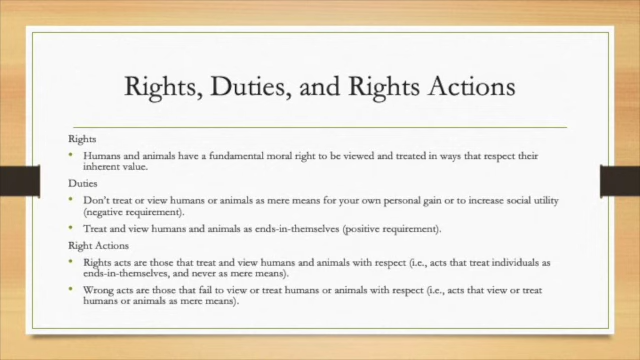 Rights, Duties, and Rights Actions
Rights
• Humans and animals have a fundamental moral right to be viewed and treated in ways that respect their
inherent value.
Duties
• Don't treat or view humans or animals as mere means for your own personal gain or to increase social utility
(negative requirement).
• Treat and view humans and animals as ends-in-themselves (positive requirement).
Right Actions
• Rights acts are those that treat and view humans and animals with respect (i.e., acts that treat individuals as
ends-in-themselves, and never as mere means).
• Wrong acts are those that fail to view or treat humans or animals with respect (i.e., acts that view or treat
humans or animals as mere means).